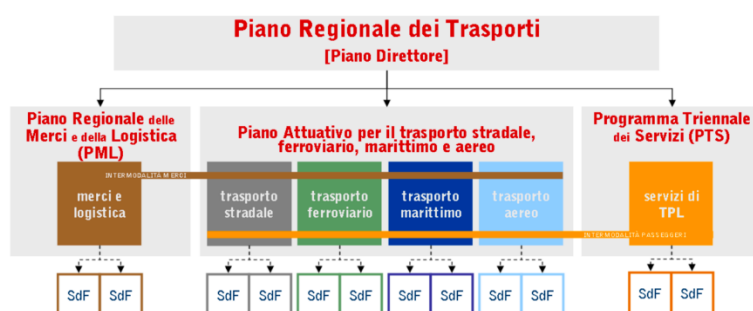 Piano Regionale dei Trasporti
[Piano Direttore]
Piano Regionale delle
Merci e della Logistica
(PML)
Piano Attuativo per il trasporto stradale,
ferroviario, marittimo e aereo
Programma Triennale
dei Servizi (PTS)
INTERMODALITÀ MERCI
merci e
logistica
trasporto
stradale
trasporto
ferroviario
trasporto
marittimo
trasporto
aereo
servizi di
TPL
INTERMODALITÀ PASSEGGERI
SdF SdF SdF SdF SdF SdF SdF SdF SdF SdF SdF SdF